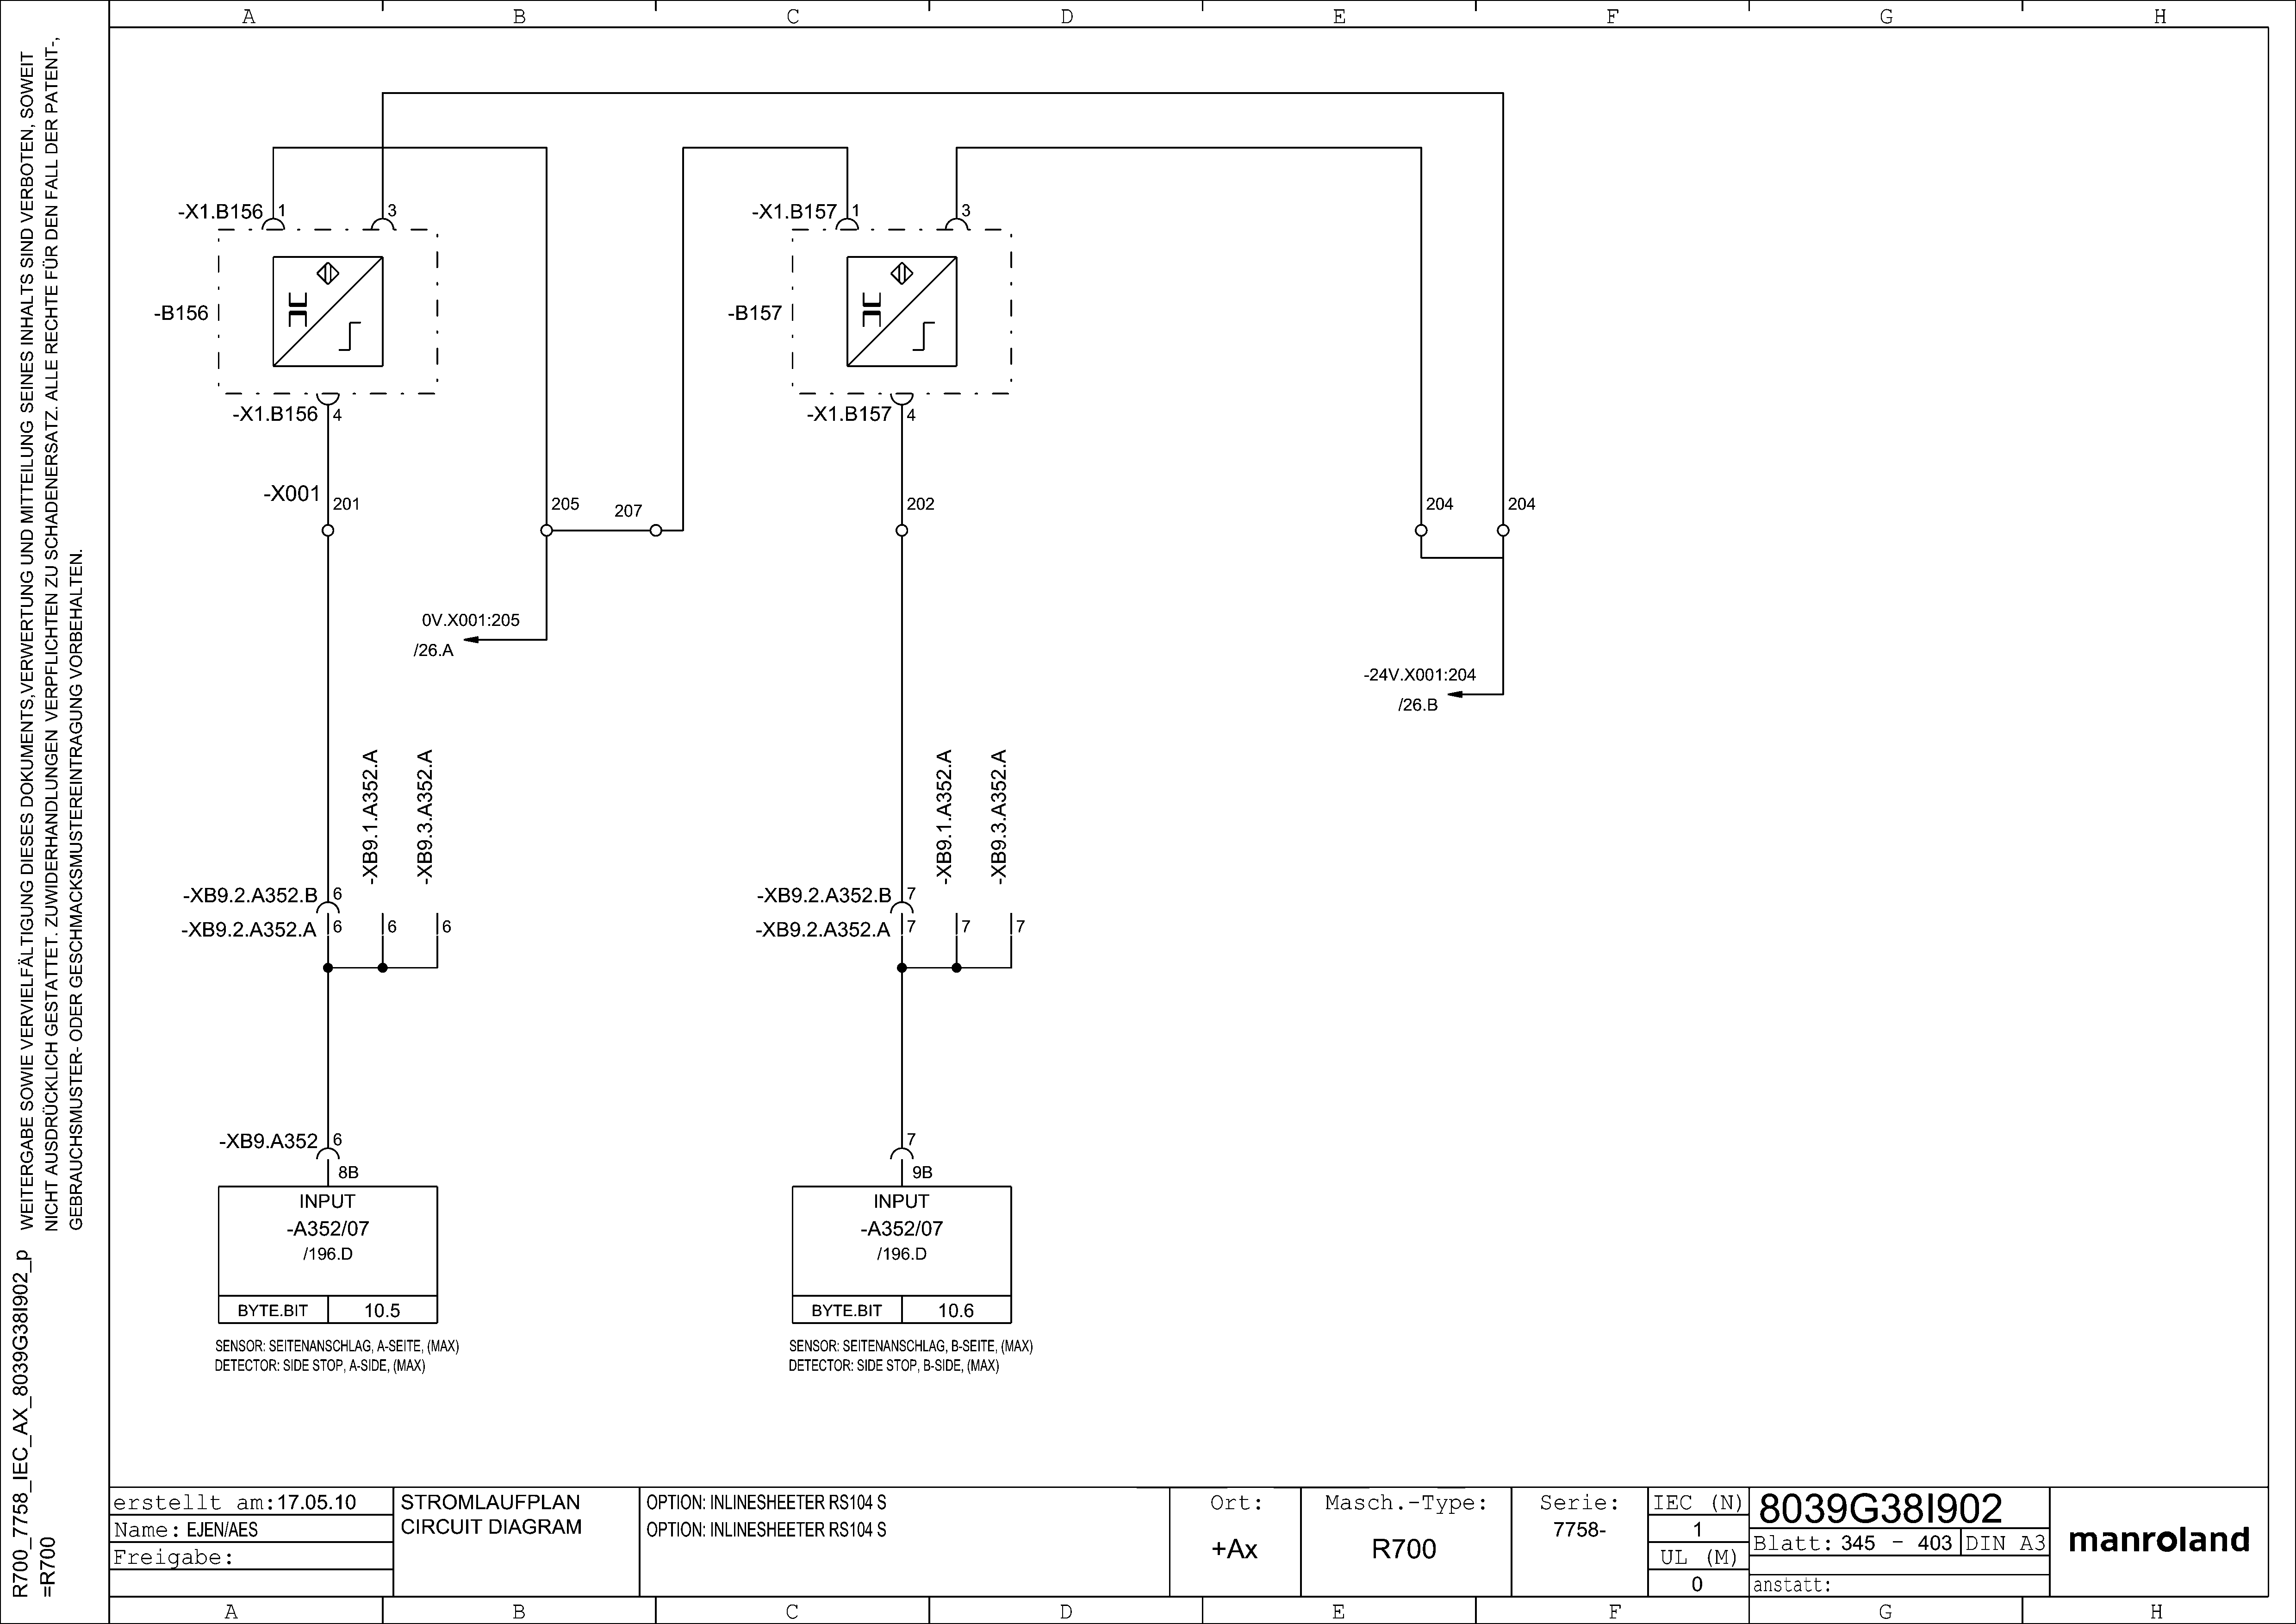 A B C D E F G H
WEITERGABE SOWIE VERVIELFÄLTIGUNG DIESES DOKUMENTS,VERWERTUNG UND MITTEILUNG SEINES INHALTS SIND VERBOTEN, SOWEIT
NICHT AUSDRÜCKLICH GESTATTET. ZUWIDERHANDLUNGEN VERPFLICHTEN ZU SCHADENERSATZ. ALLE RECHTE FÜR DEN FALL DER PATENT-,
GEBRAUCHSMUSTER- ODER GESCHMACKSMUSTEREINTRAGUNG VORBEHALTEN.
R700_7758_IEC_AX_8039G38I902_p
=R700
-X1.B156 1 3
-X1.B157 1 3
-B156
-B157
-X1.B156 4
-X1.B157 4
-X001 201
205
207
202
204
204
0V.X001:205
/26.A
-24V.X001:204
/26.B
-XB9.1.A352.A
-XB9.3.A352.A
-XB9.1.A352.A
-XB9.3.A352.A
-XB9.2.A352.B 6
-XB9.2.A352.B 7
-XB9.2.A352.A 6 6 6
-XB9.2.A352.A 7 7 7
-XB9.A352 6
7
8B
9B
INPUT
-A352/07
/196.D
BYTE.BIT 10.5
INPUT
-A352/07
/196.D
BYTE.BIT 10.6
SENSOR: SEITENANSCHLAG, A-SEITE, (MAX)
DETECTOR: SIDE STOP, A-SIDE, (MAX)
SENSOR: SEITENANSCHLAG, B-SEITE, (MAX)
DETECTOR: SIDE STOP, B-SIDE, (MAX)
erstellt am:17.05.10
Name: EJEN/AES
Freigabe:
STROMLAUFPLAN
CIRCUIT DIAGRAM
OPTION: INLINESHEETER RS104 S
OPTION: INLINESHEETER RS104 S
Ort:
+Ax
Masch.-Type:
R700
Serie:
7758-
IEC (N)
1
UL (M)
0
8039G38I902
Blatt: 345 - 403 DIN A3
anstatt:
manroland
A B C D E F G H